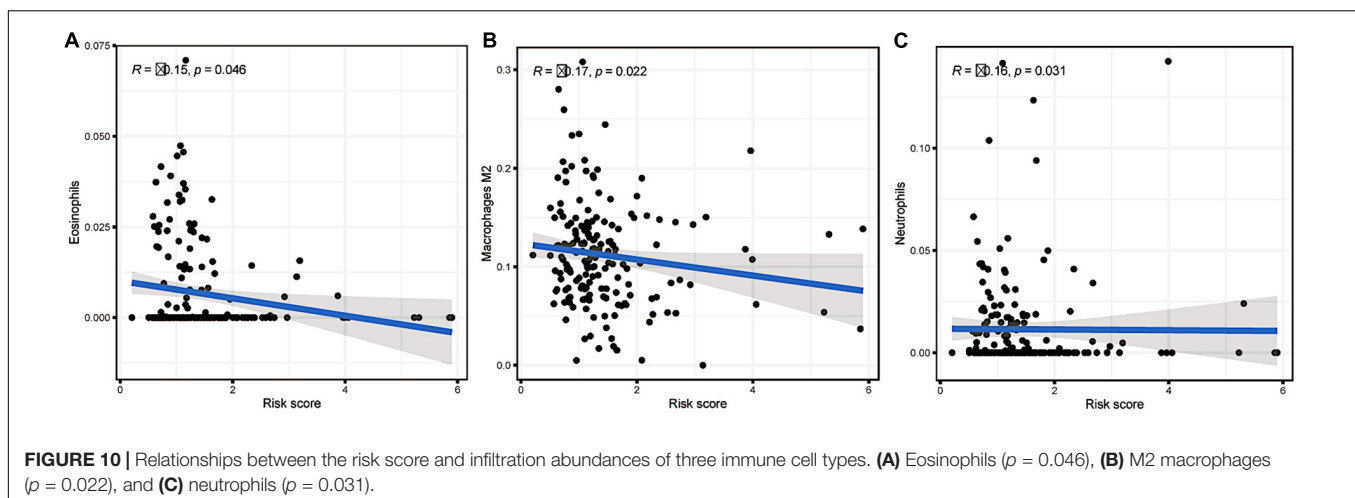 A
B
C
R = ☒0.15, p = 0.046
R = ☒0.17, p = 0.022
R = ☒0.16, p = 0.031
0.075
0.050
0.025
0.000
Eosinophils
0 2 4 6
Risk score
0.3
0.2
0.1
0.0
Macrophages M2
0 2 4 6
Risk score
0.10
0.05
0.00
Neutrophils
0 2 4 6
Risk score
FIGURE 10 | Relationships between the risk score and infiltration abundances of three immune cell types. (A) Eosinophils (p = 0.046), (B) M2 macrophages
(p = 0.022), and (C) neutrophils (p = 0.031).